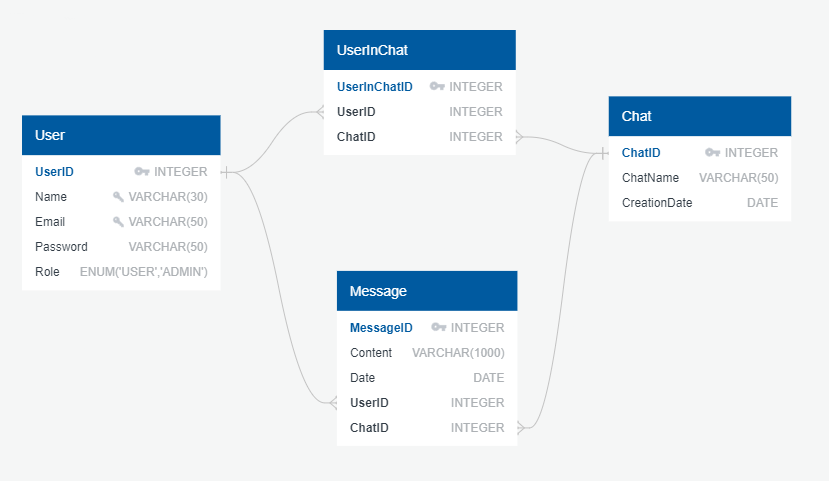 UserInChat
UserInChatID INTEGER
UserID INTEGER
ChatID INTEGER
User
UserID INTEGER
Name VARCHAR(30)
Email VARCHAR(50)
Password VARCHAR(50)
Role ENUM('USER','ADMIN')
Chat
ChatID INTEGER
ChatName VARCHAR(50)
CreationDate DATE
Message
MessageID INTEGER
Content VARCHAR(1000)
Date DATE
UserID INTEGER
ChatID INTEGER